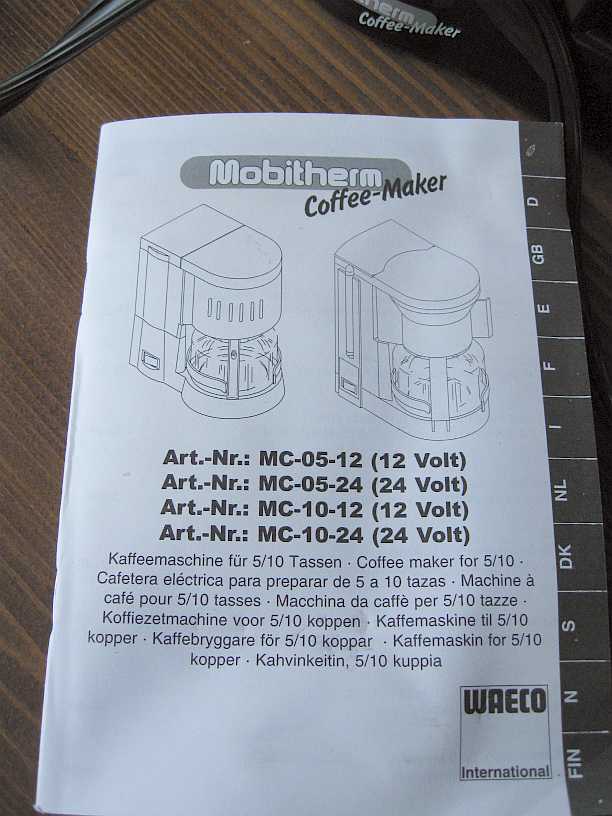 therm
Coffee-Maker
Mobitherm
Coffee-Maker
D
GB
E
F
I
NL
DK
S
N
FIN
Art.-Nr.: MC-05-12 (12 Volt)
Art.-Nr.: MC-05-24 (24 Volt)
Art.-Nr.: MC-10-12 (12 Volt)
Art.-Nr.: MC-10-24 (24 Volt)
Kaffeemaschine für 5/10 Tassen · Coffee maker for 5/10 ·
Cafetera eléctrica para preparar de 5 a 10 tazas · Machine à
café pour 5/10 tasses · Macchina da caffè per 5/10 tazze ·
Koffiezetmachine voor 5/10 koppen · Kaffemaskine til 5/10
kopper · Kaffebryggare för 5/10 koppar · Kaffemaskin for 5/10
kopper · Kahvinkeitin, 5/10 kuppia
WAECO
International